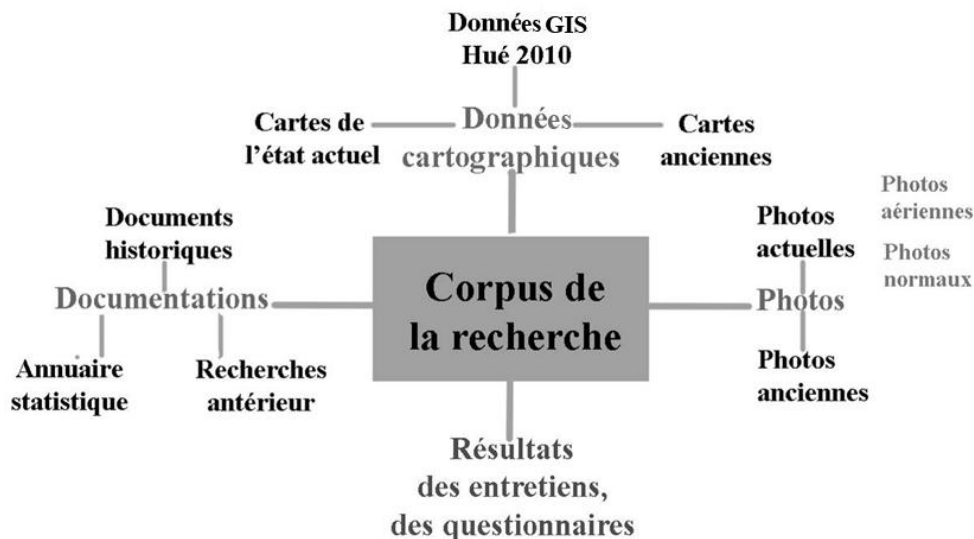 Données GIS
Hué 2010
Cartes de
l'état actuel
Données
cartographiques
Cartes
anciennes
Documents
historiques
Documentations
Annuaire
statistique
Recherches
antérieur
Corpus de
la recherche
Photos
actuelles
Photos
aériennes
Photos
normaux
Photos
Photos
anciennes
Résultats
des entretiens,
des questionnaires